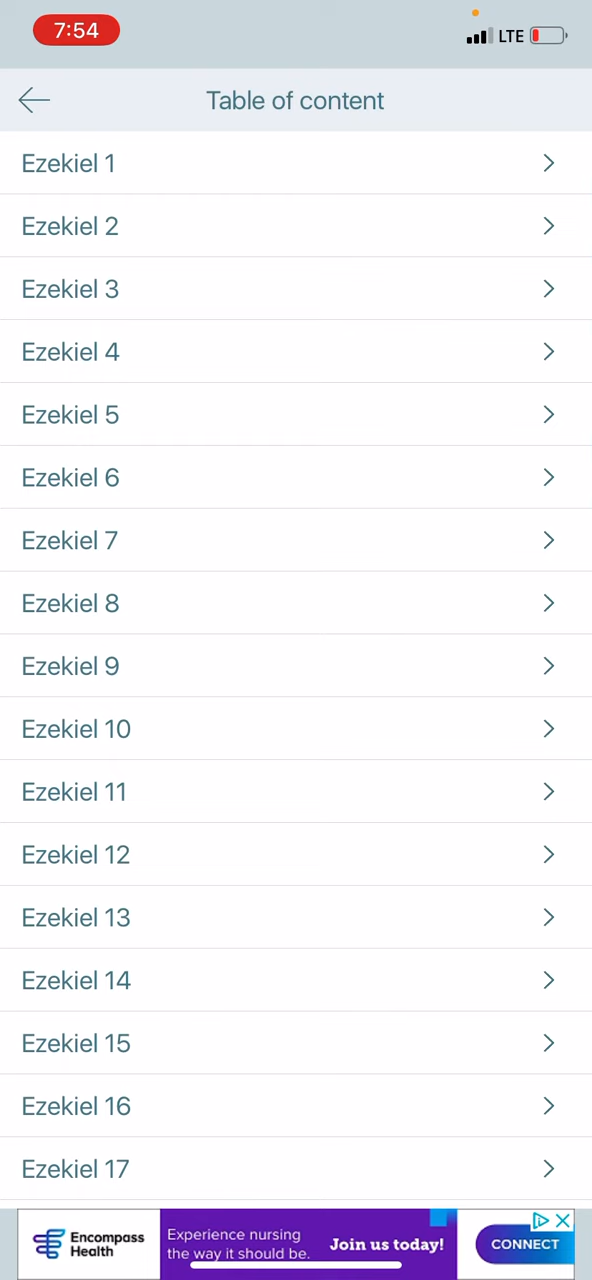 7:54
LTE
Table of content
Ezekiel 1
Ezekiel 2
Ezekiel 3
Ezekiel 4
Ezekiel 5
Ezekiel 6
Ezekiel 7
Ezekiel 8
Ezekiel 9
Ezekiel 10
Ezekiel 11
Ezekiel 12
Ezekiel 13
Ezekiel 14
Ezekiel 15
Ezekiel 16
Ezekiel 17
Encompass
Health
Experience nursing
the way it should be.
Join us today!
CONNECT